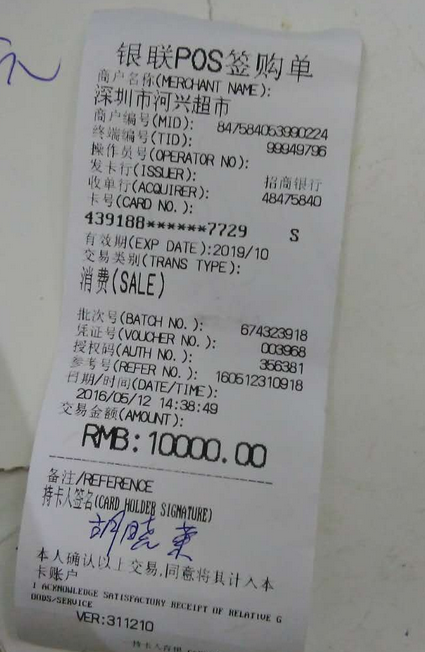 银联POS签购单
商户名称(MERCHANT NAME):
深圳市河兴超市
商户编号(MID): 847584053990224
终端编号(TID): 99949796
操作员号(OPERATOR NO):
发卡行(ISSUER): 招商银行
收单行(ACQUIRER): 48475840
卡号(CARD NO.):
439188******7729 S
有效期(EXP DATE):2019/10
交易类别(TRANS TYPE):
消费(SALE)
批次号(BATCH NO.): 674323918
凭证号(VOUCHER NO.): 003968
授权码(AUTH NO.): 356381
参考号(REFER NO.): 160512310918
日期/时间(DATE/TIME):
2016/05/12 14:38:49
交易金额(AMOUNT):
RMB:10000.00
备注/REFERENCE
持卡人签名(CARD HOLDER SIGNATURE)
胡晓
本人确认以上交易,同意将其计入本
卡账户
I ACKNOWLEDGE SATISFACTORY RECEIPT OF RELATIVE G
OODS/SERVICE
VER:311210